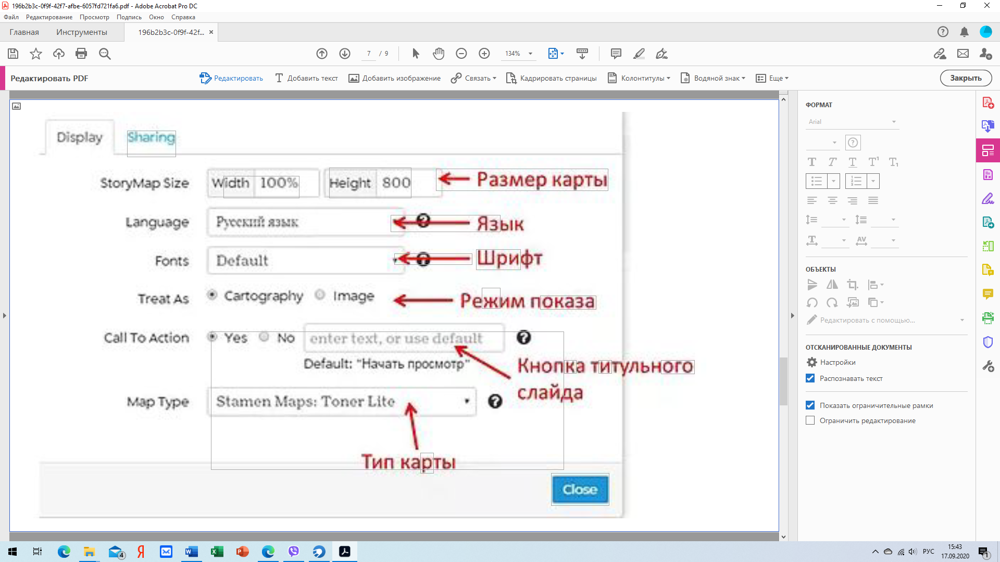 196b2b3c-0f9f-42f7-afbe-6057fd721fa6.pdf - Adobe Acrobat Pro DC
Файл Редактирование Просмотр Подпись Окно Справка
Главная Инструменты 196b2b3c-0f9f-42f... ×
7 / 9 134%
Редактировать PDF Редактировать Добавить текст Добавить изображение Связать Кадрировать страницы Колонтитулы Водяной знак Еще Закрыть
Display Sharing
StoryMap Size Width 100% Height 800 Размер карты
Language Русский язык ? Язык
Fonts Default ? Шрифт
Treat As Cartography Image Режим показа
Call To Action Yes No enter text, or use default ?
Default: "Начать просмотр"
Кнопка титульного
слайда
Map Type Stamen Maps: Toner Lite ?
Тип карты
Close
ФОРМАТ
Arial
ОБЪЕКТЫ
Редактировать с помощью...
ОТСКАНИРОВАННЫЕ ДОКУМЕНТЫ
Настройки
Распознавать текст
Показать ограничительные рамки
Ограничить редактирование
4 РУС 15:43
17.09.2020 1